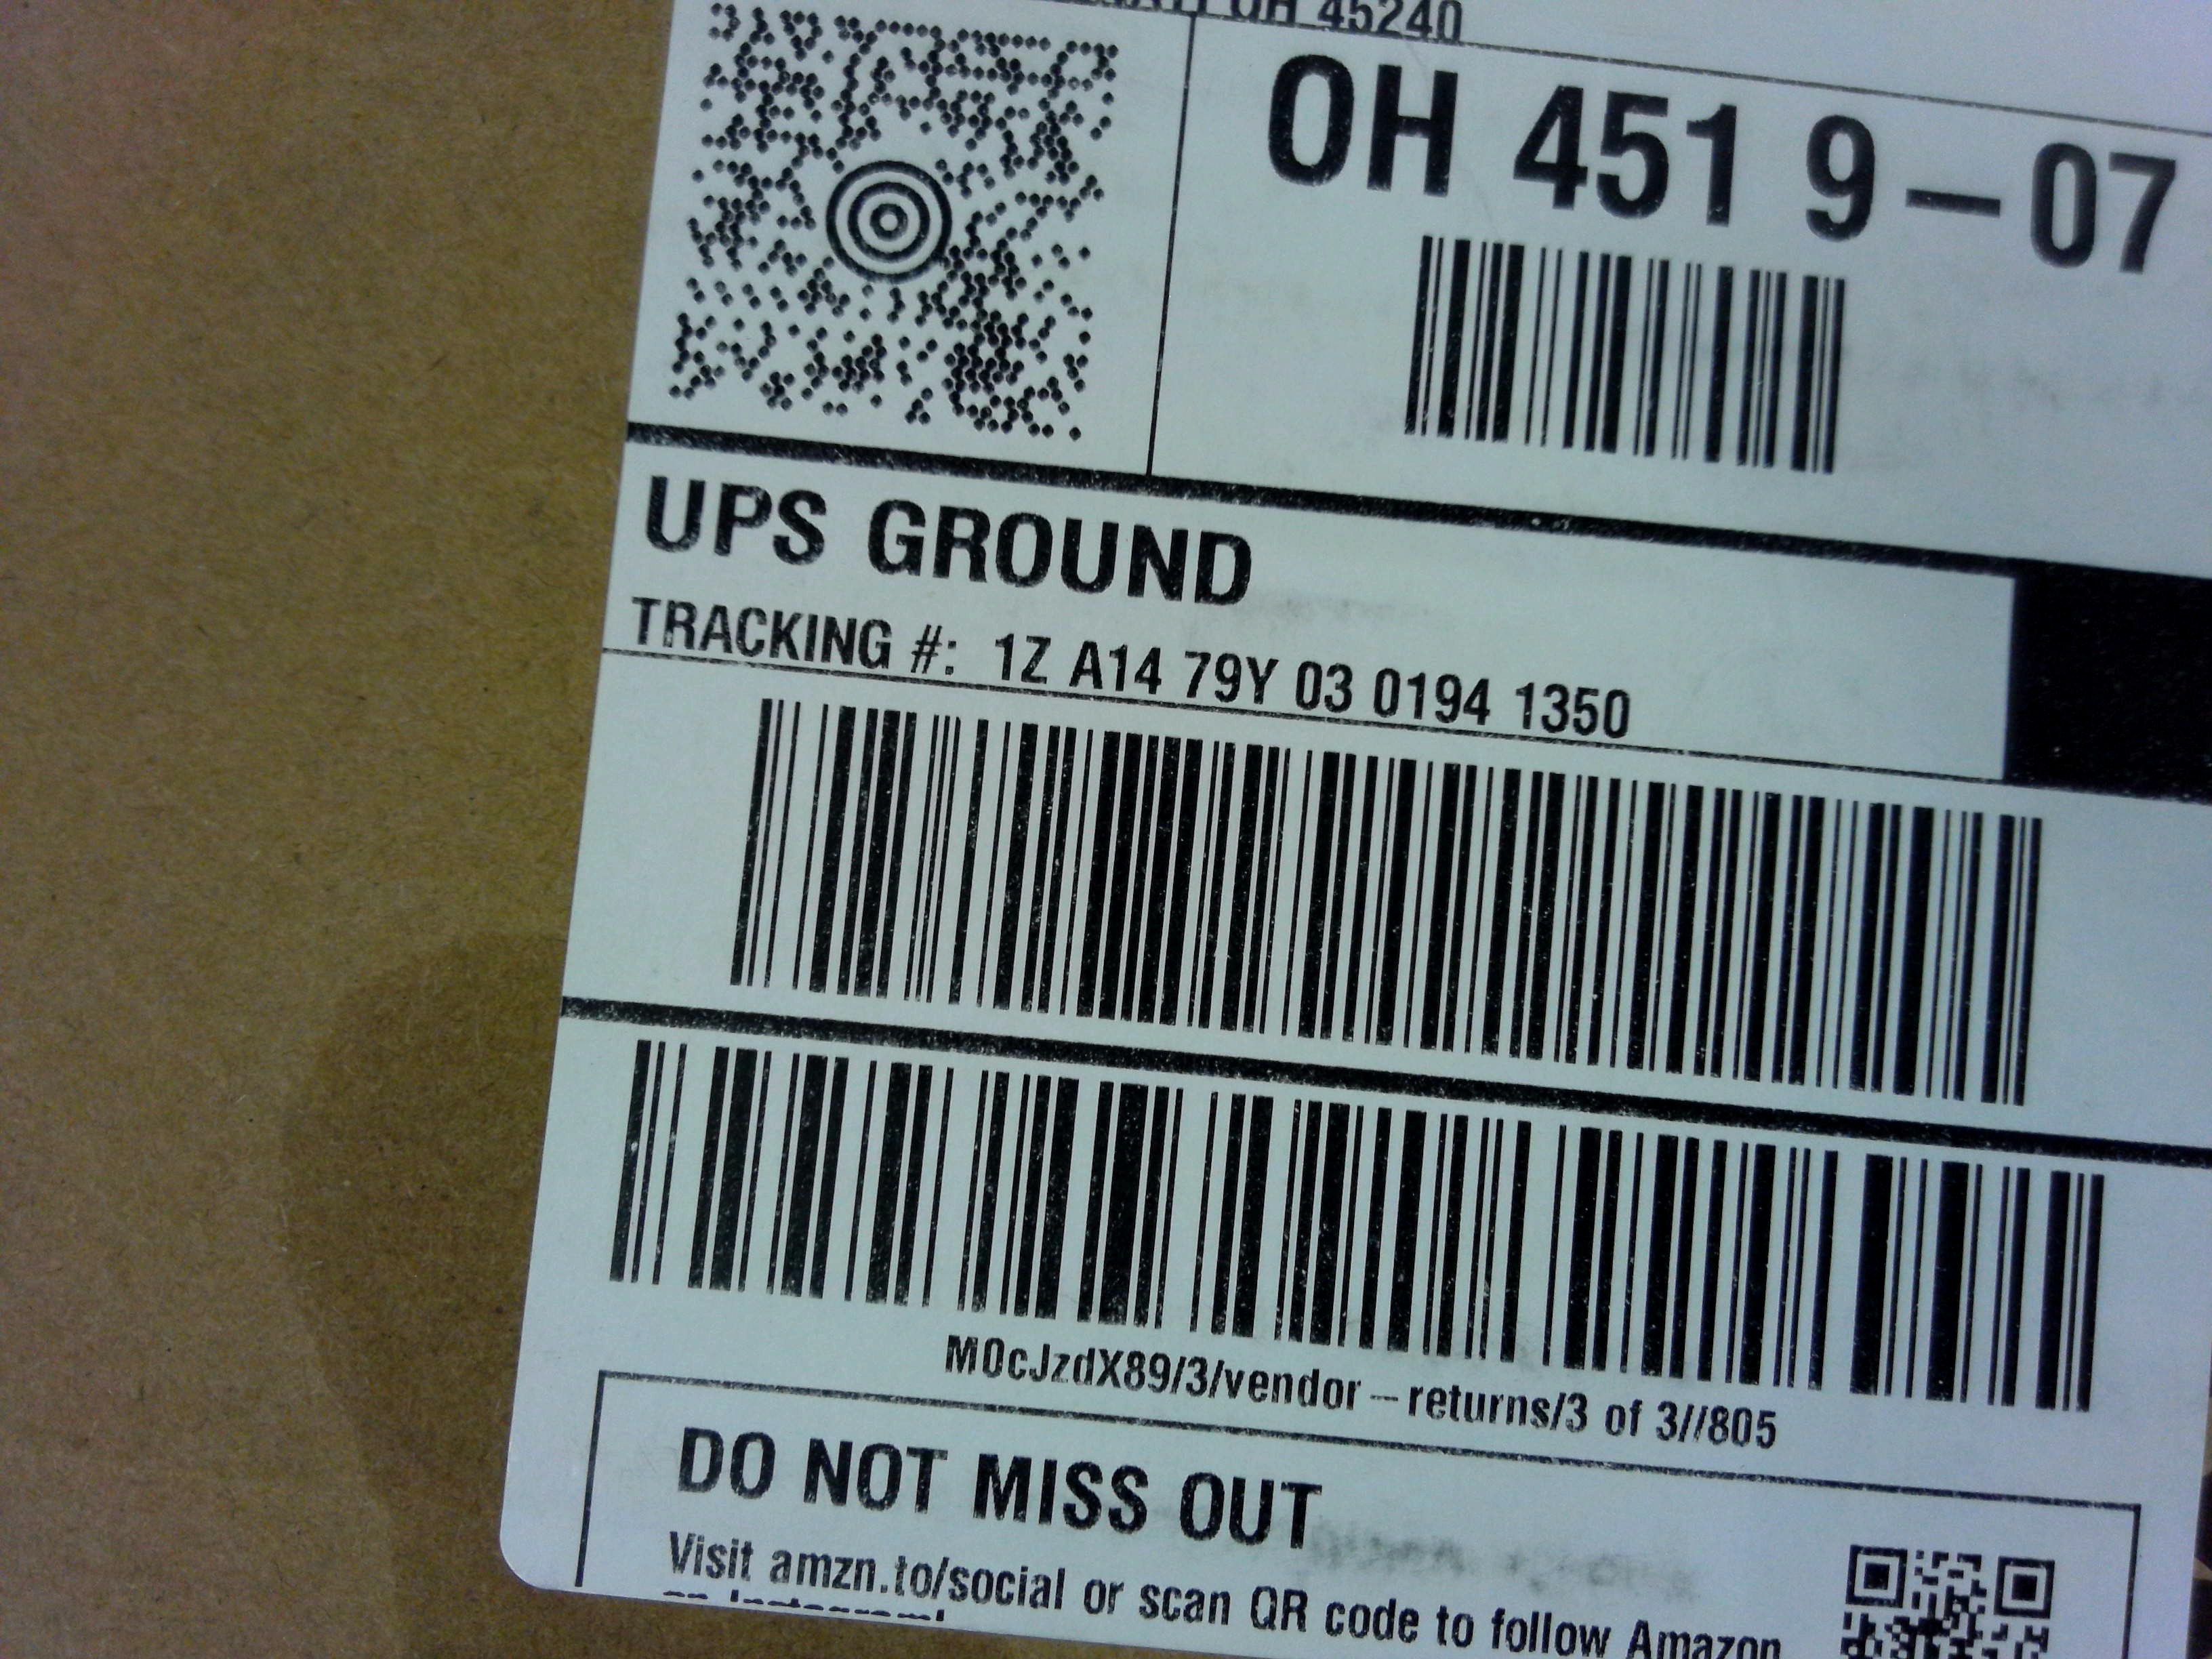 OH 45240
OH 451 9-07
UPS GROUND
TRACKING #: 1Z A14 79Y 03 0194 1350
M0cJzdX89/3/vendor-returns/3 of 3//805
DO NOT MISS OUT
Visit amzn.to/social or scan QR code to follow Amazon
on Instagram!